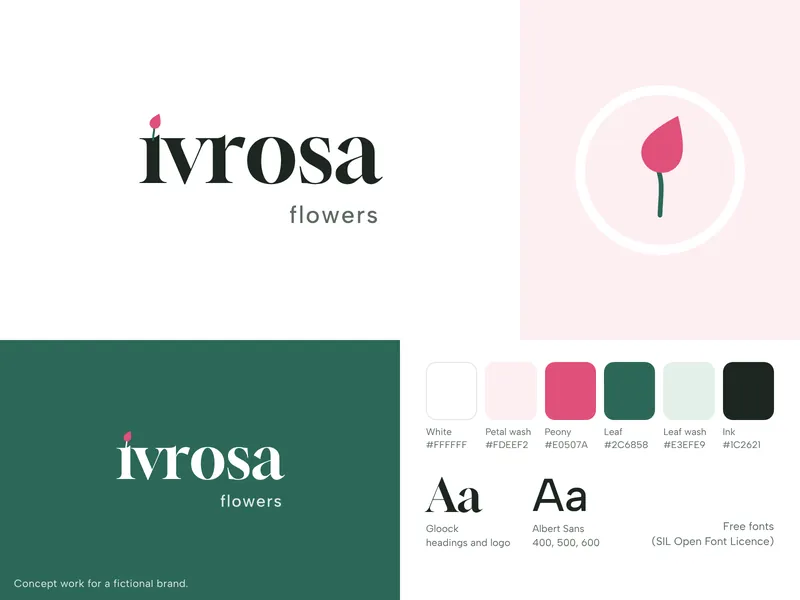 ivrosa
flowers
ivrosa
flowers
Concept work for a fictional brand.
White
#FFFFFF
Petal wash
#FDEEF2
Peony
#E0507A
Leaf
#2C6858
Leaf wash
#E3EFE9
Ink
#1C2621
Aa
Gloock
headings and logo
Aa
Albert Sans
400, 500, 600
Free fonts
(SIL Open Font Licence)